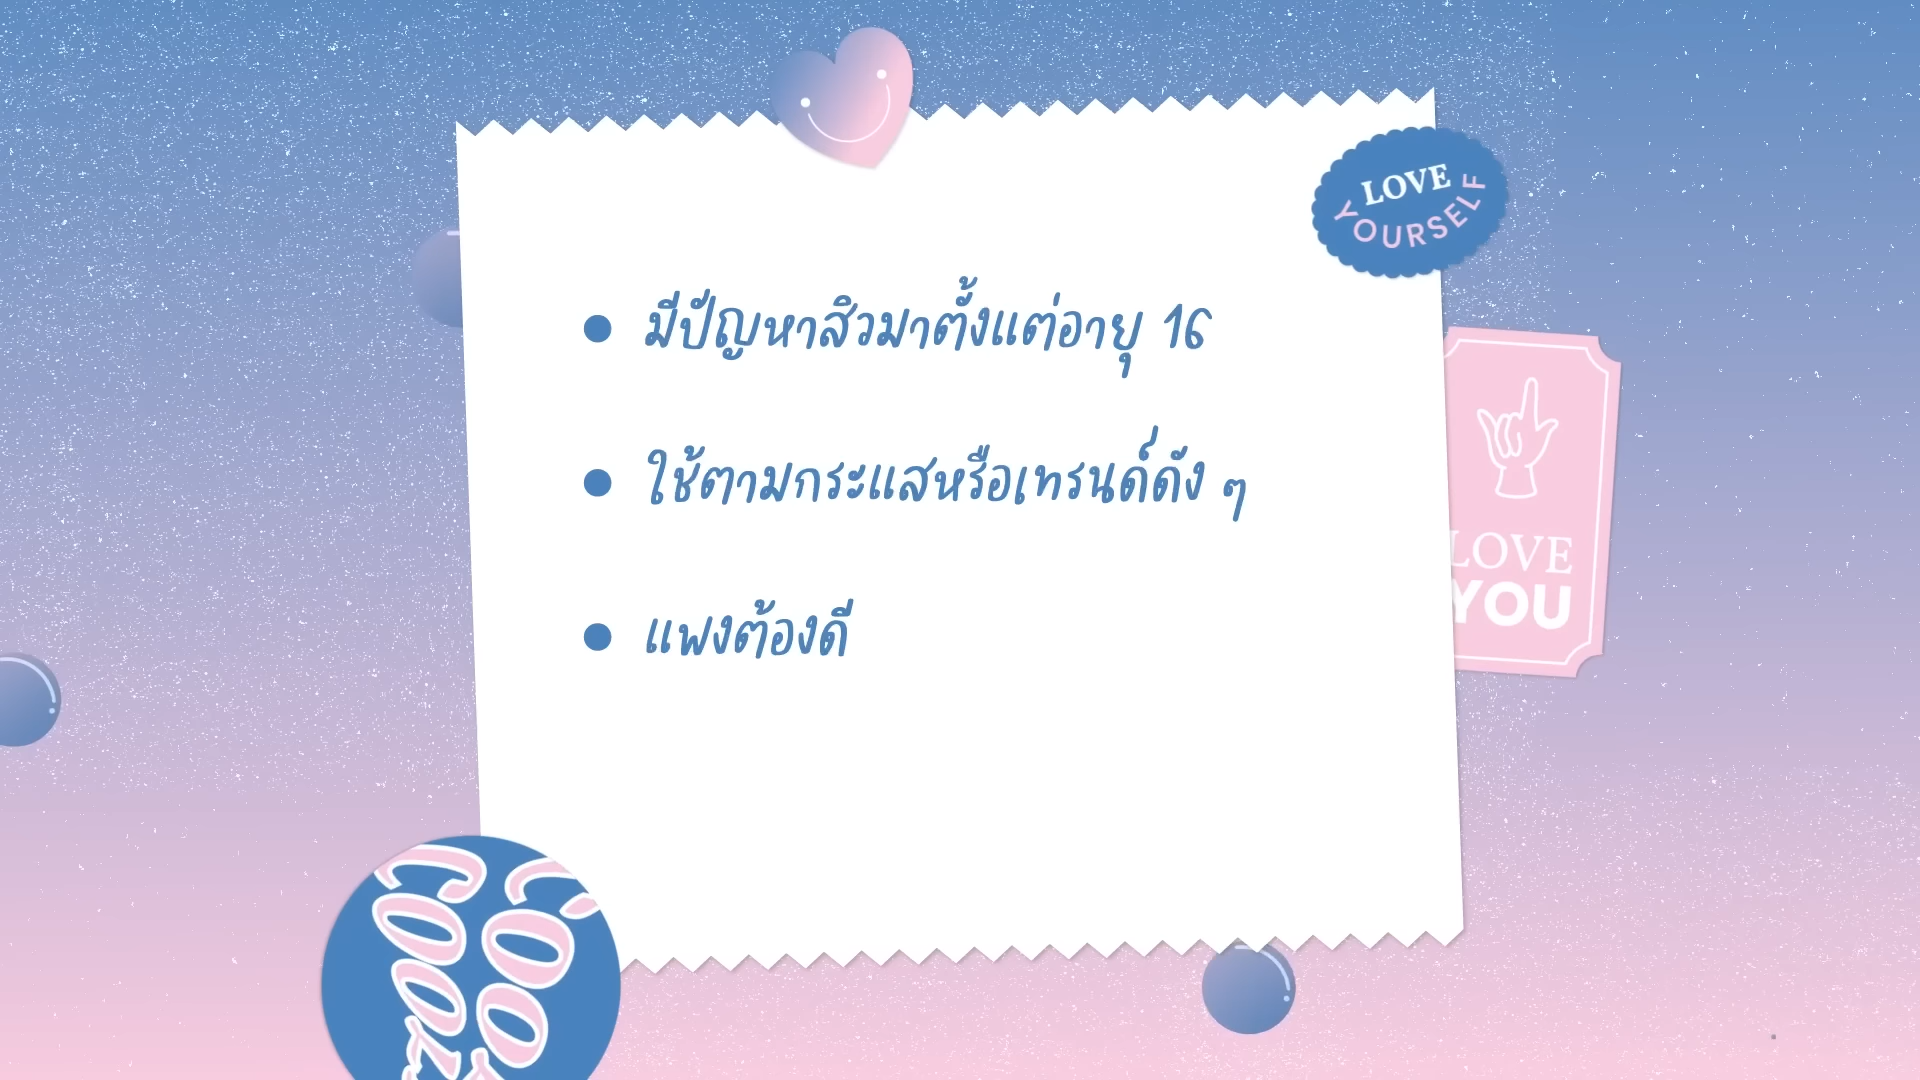 LOVE
YOURSELF
• มีปัญหาสิวมาตั้งแต่อายุ 16
• ใช้ตามกระแสหรือเทรนด์ดัง ๆ
• แฟงต้องดี
LOVE
YOU